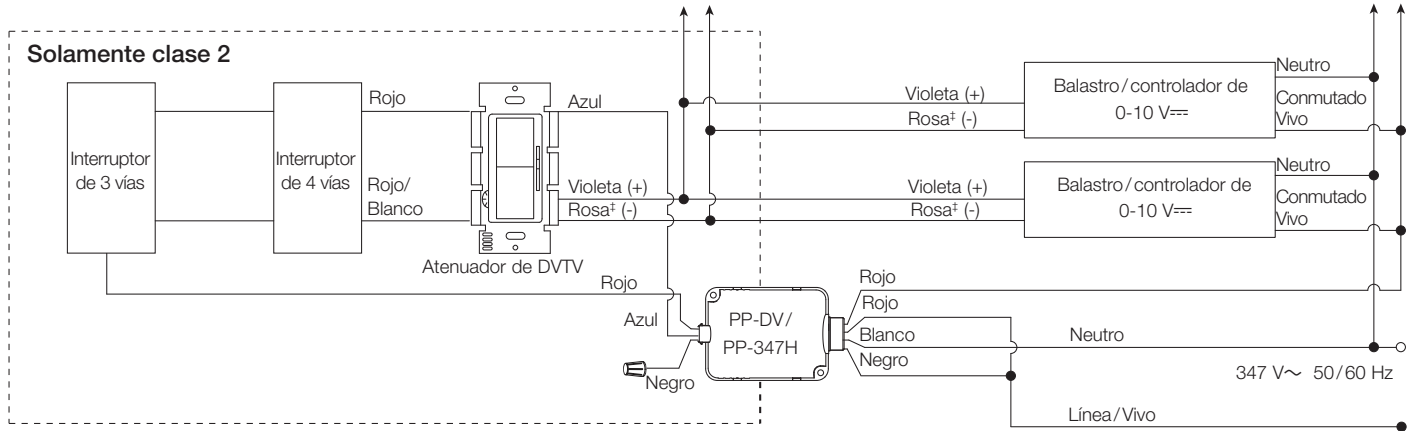 Solamente clase 2
Interruptor
de 3 vías
Interruptor
de 4 vías
Rojo
Rojo/
Blanco
Azul
Violeta (+)
Rosa‡ (-)
Atenuador de DVTV
Violeta (+)
Rosa‡ (-)
Balastro/controlador de
0-10 V⎓
Neutro
Conmutado
Vivo
Violeta (+)
Rosa‡ (-)
Balastro/controlador de
0-10 V⎓
Neutro
Conmutado
Vivo
Rojo
Azul
Negro
PP-DV/
PP-347H
Rojo
Rojo
Blanco
Negro
Neutro
347 V~ 50/60 Hz
Línea/Vivo